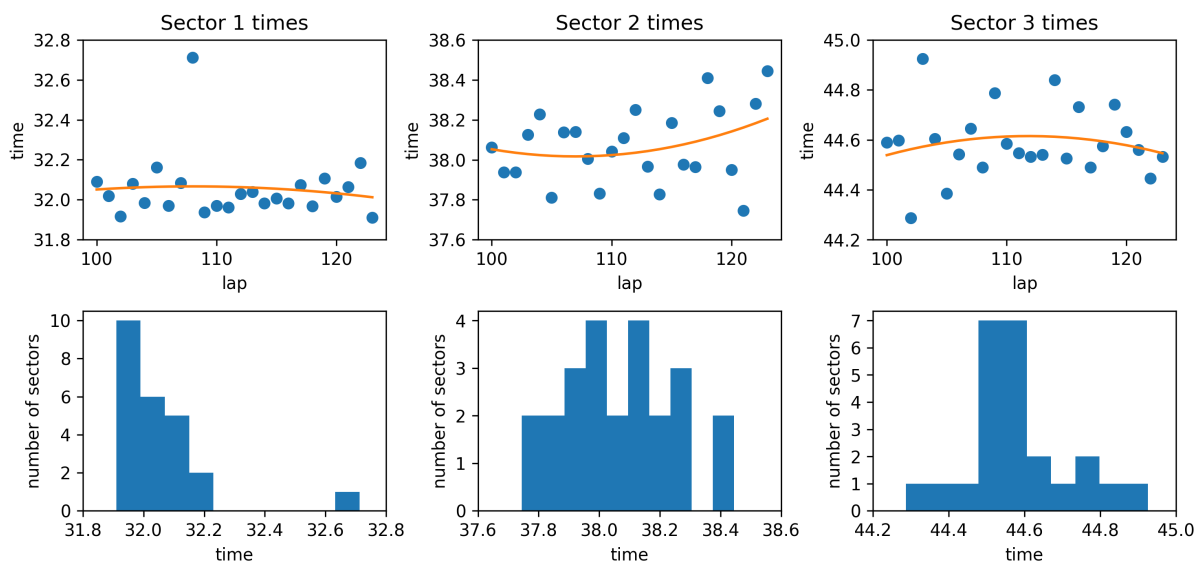 Sector 1 times
32.8
32.6
32.4
32.2
32.0
31.8
time
100 110 120
lap
Sector 2 times
38.6
38.4
38.2
38.0
37.8
37.6
time
100 110 120
lap
Sector 3 times
45.0
44.8
44.6
44.4
44.2
time
100 110 120
lap
10
8
6
4
2
0
number of sectors
31.8 32.0 32.2 32.4 32.6 32.8
time
4
3
2
1
0
number of sectors
37.6 37.8 38.0 38.2 38.4 38.6
time
7
6
5
4
3
2
1
0
number of sectors
44.2 44.4 44.6 44.8 45.0
time